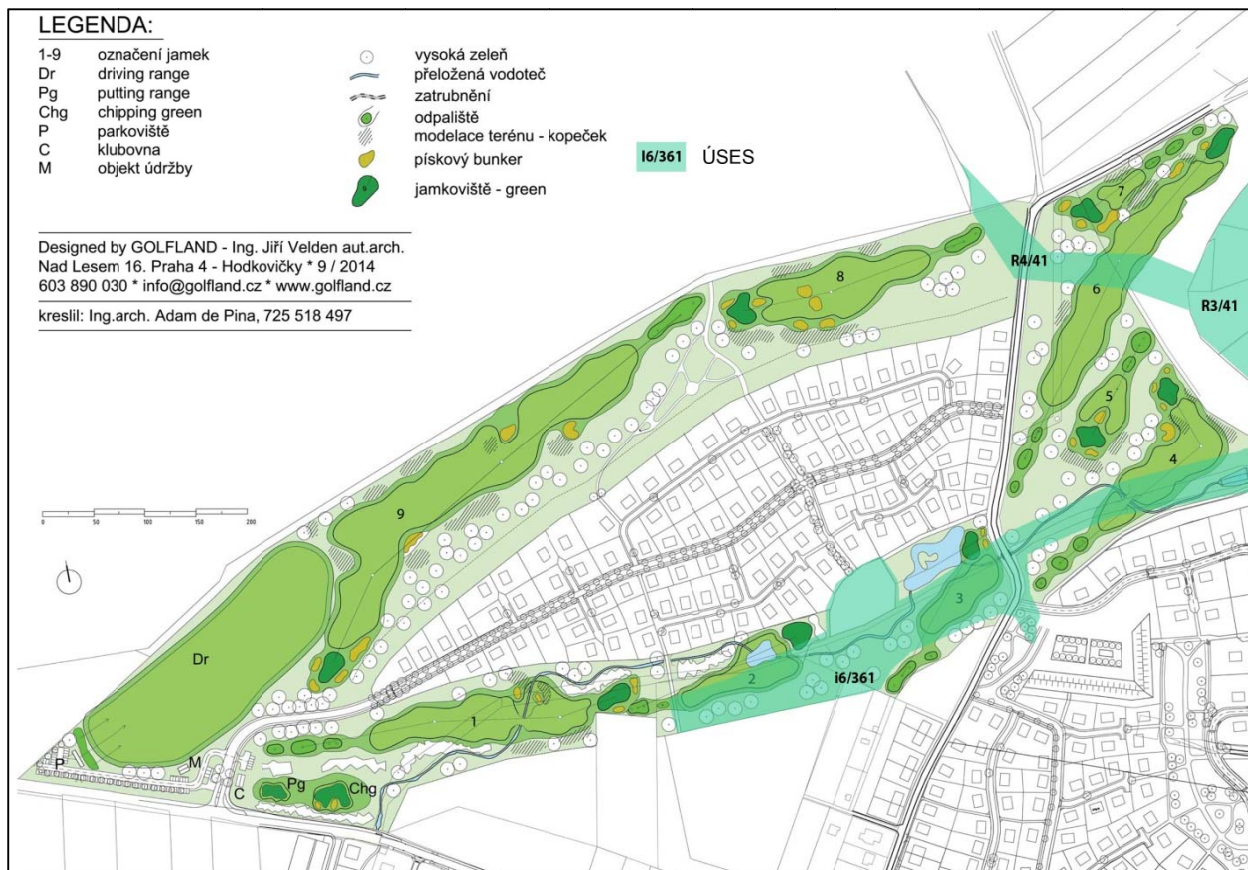 LEGENDA:
1-9 označení jamek
Dr driving range
Pg putting range
Chg chipping green
P parkoviště
C klubovna
M objekt údržby
vysoká zeleň
přeložená vodoteč
zatrubnění
odpaliště
modelace terénu - kopeček
pískový bunker
jamkoviště - green
I6/361 ÚSES
Designed by GOLFLAND - Ing. Jiří Velden aut.arch.
Nad Lesem 16. Praha 4 - Hodkovičky * 9 / 2014
603 890 030 * info@golfland.cz * www.golfland.cz
kreslil: Ing.arch. Adam de Pina, 725 518 497
7
8
R4/41
6
R3/41
5
4
0 50 100 150 200
9
3
Dr
2
i6/361
1
P
M
C
Pg
Chg